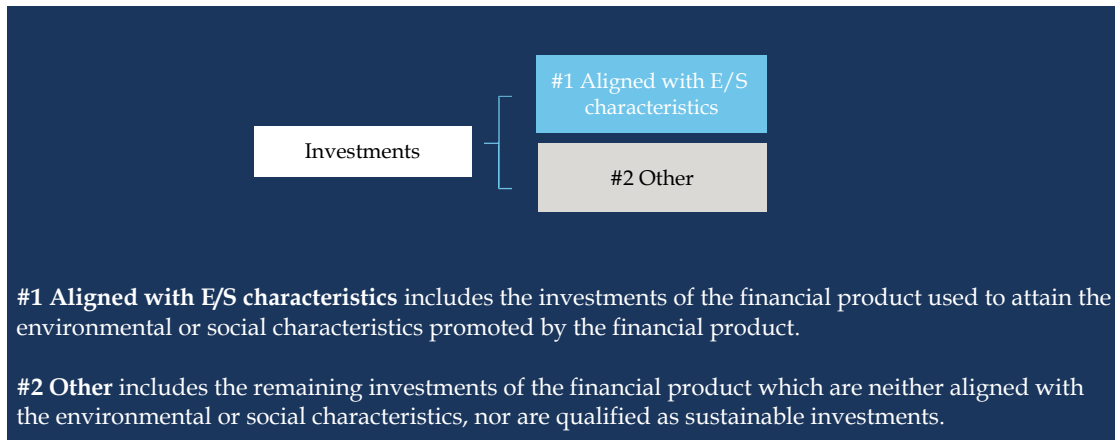 #1 Aligned with E/S
characteristics
Investments
#2 Other
#1 Aligned with E/S characteristics includes the investments of the financial product used to attain the
environmental or social characteristics promoted by the financial product.
#2 Other includes the remaining investments of the financial product which are neither aligned with
the environmental or social characteristics, nor are qualified as sustainable investments.